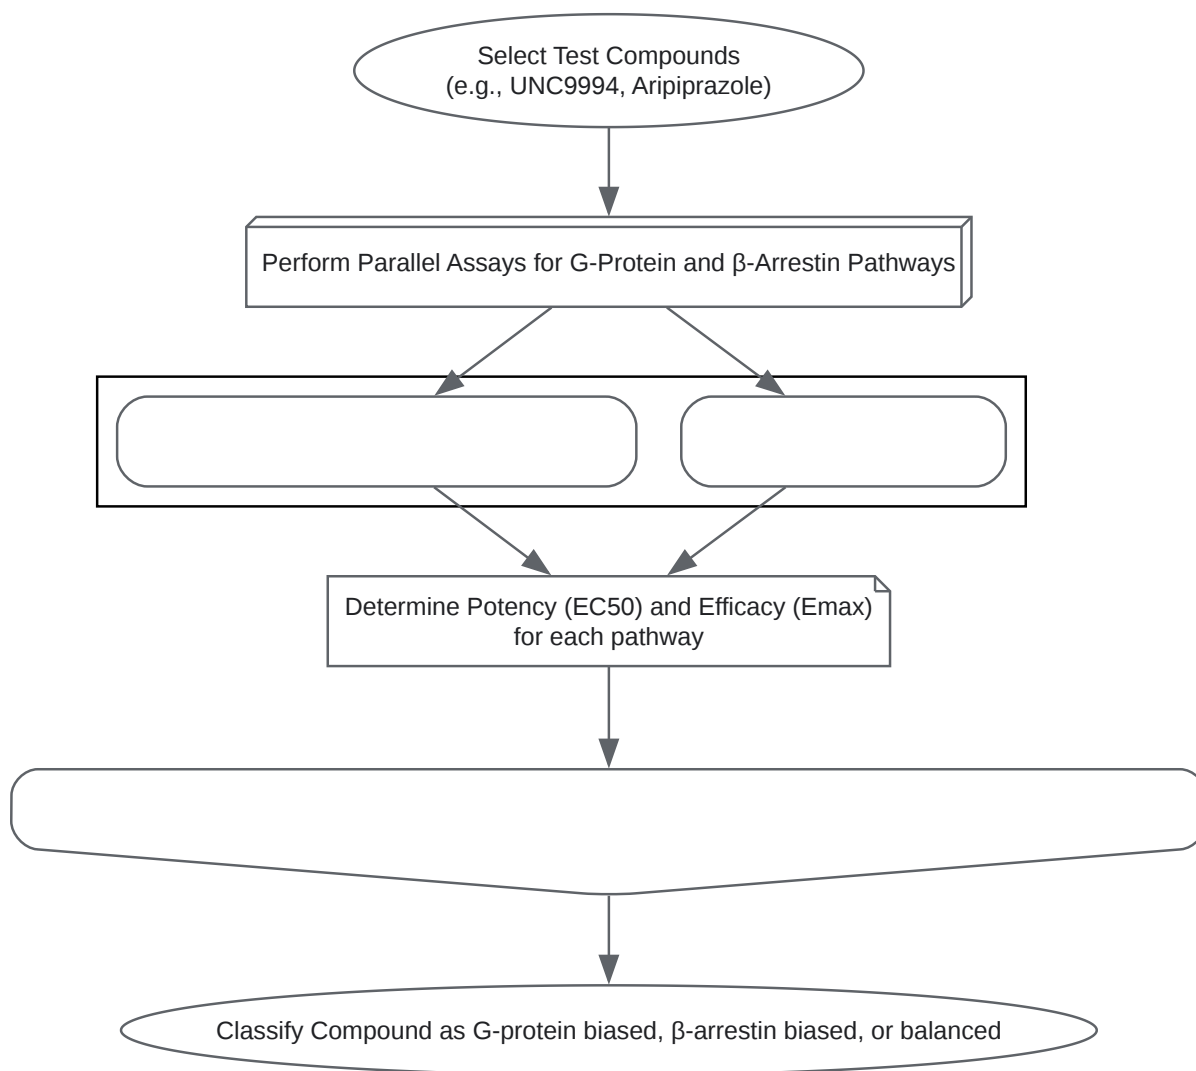 Select Test Compounds
(e.g., UNC9994, Aripiprazole)
Perform Parallel Assays for G-Protein and β-Arrestin Pathways
Determine Potency (EC50) and Efficacy (Emax)
for each pathway
Classify Compound as G-protein biased, β-arrestin biased, or balanced